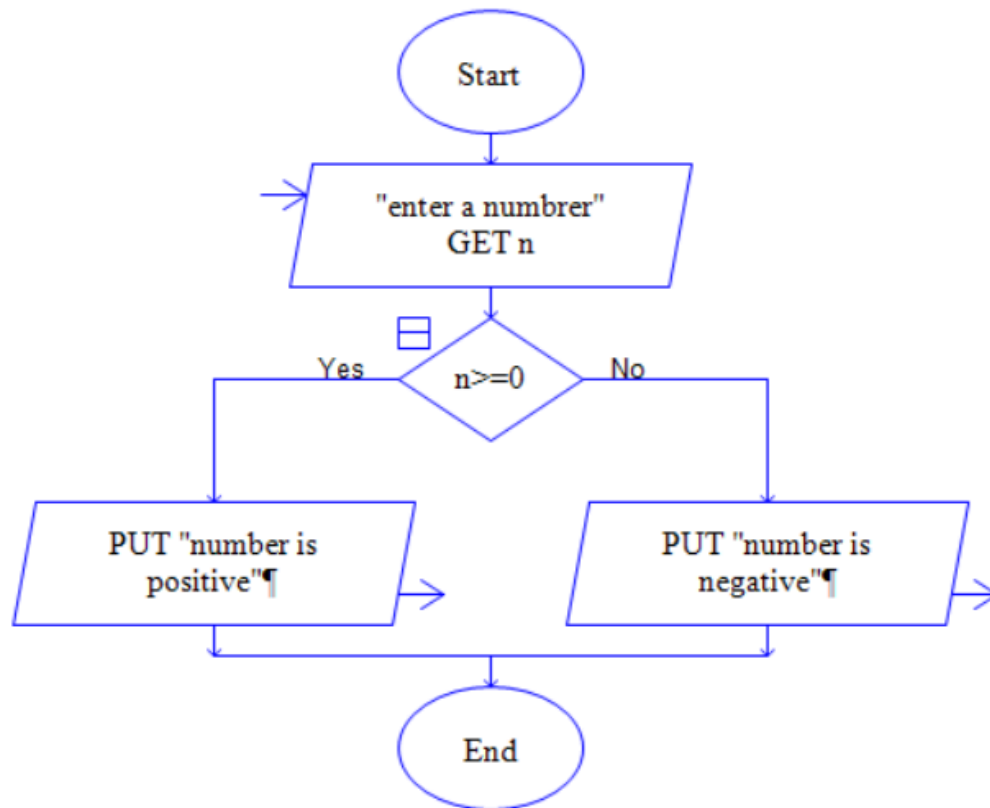 Start
"enter a numbrer"
GET n
Yes
n>=0
No
PUT "number is
positive"¶
PUT "number is
negative"¶
End